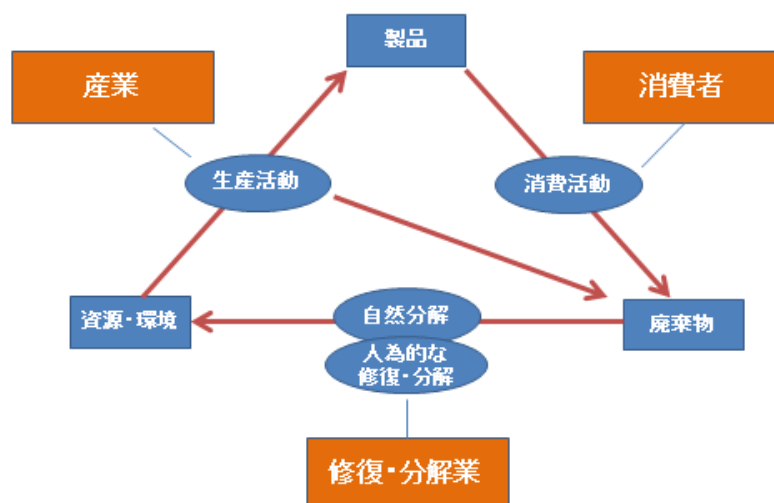 製品
産業
消費者
生産活動
消費活動
資源・環境
自然分解
廃棄物
人為的な
修復・分解
修復・分解業